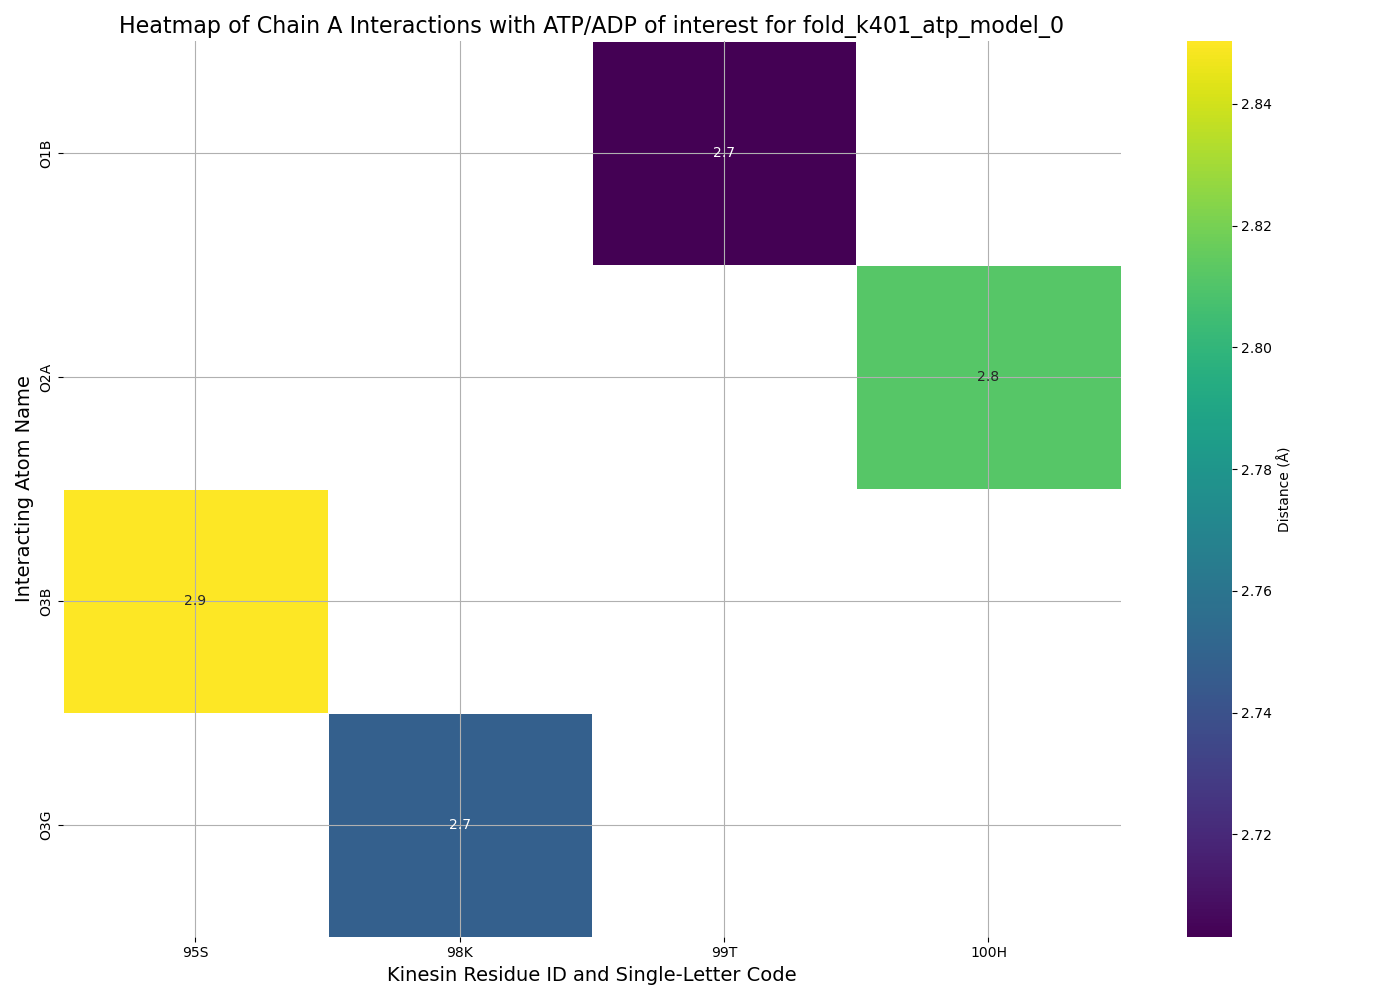 Heatmap of Chain A Interactions with ATP/ADP of interest for fold_k401_atp_model_0
Interacting Atom Name
O1B
O2A
O3B
O3G
2.7
2.8
2.9
2.7
95S
98K
99T
100H
Kinesin Residue ID and Single-Letter Code
2.84
2.82
2.80
2.78
2.76
2.74
2.72
Distance (Å)